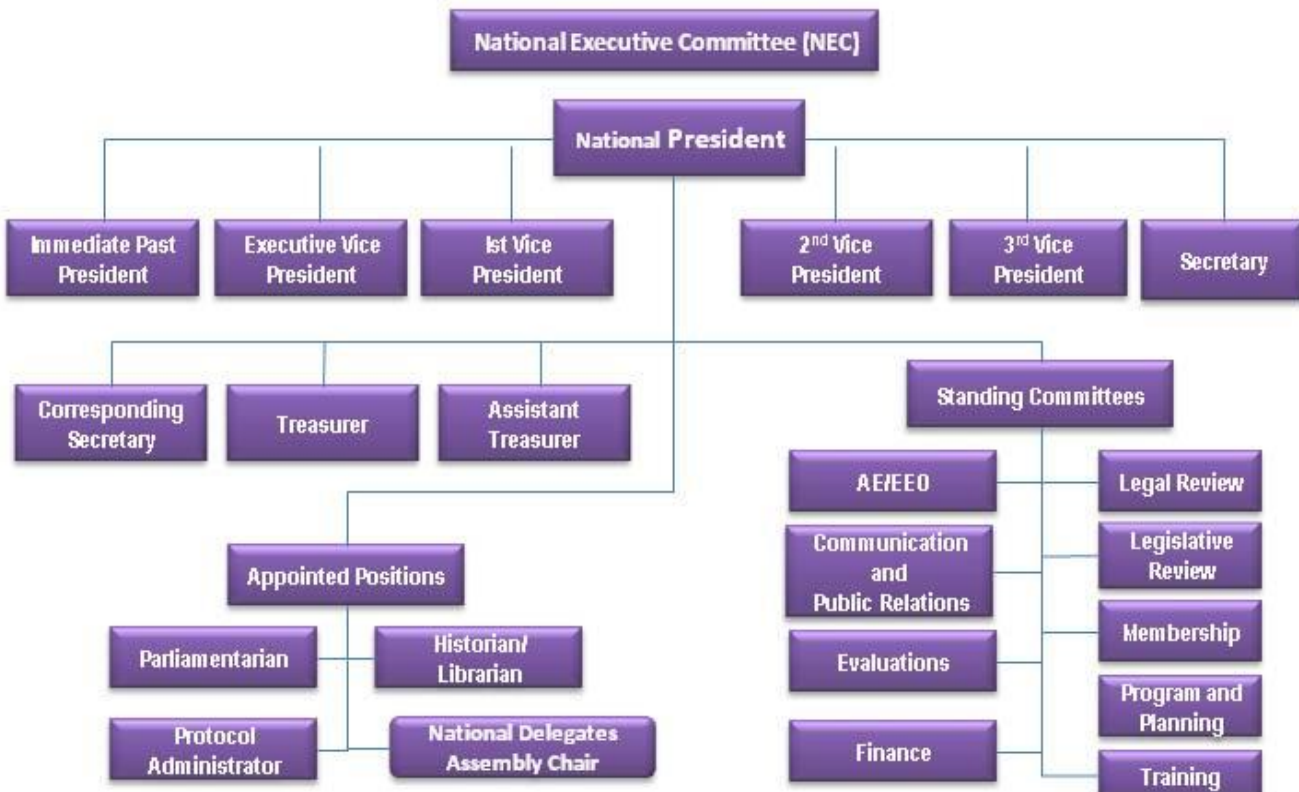 National Executive Committee (NEC)
National President
Immediate Past
President
Executive Vice
President
Ist Vice
President
2nd Vice
President
3rd Vice
President
Secretary
Corresponding
Secretary
Treasurer
Assistant
Treasurer
Standing Committees
AE/EEO
Legal Review
Communication
and
Public Relations
Legislative
Review
Evaluations
Membership
Program and
Planning
Finance
Training
Appointed Positions
Parliamentarian
Historian/
Librarian
Protocol
Administrator
National Delegates
Assembly Chair